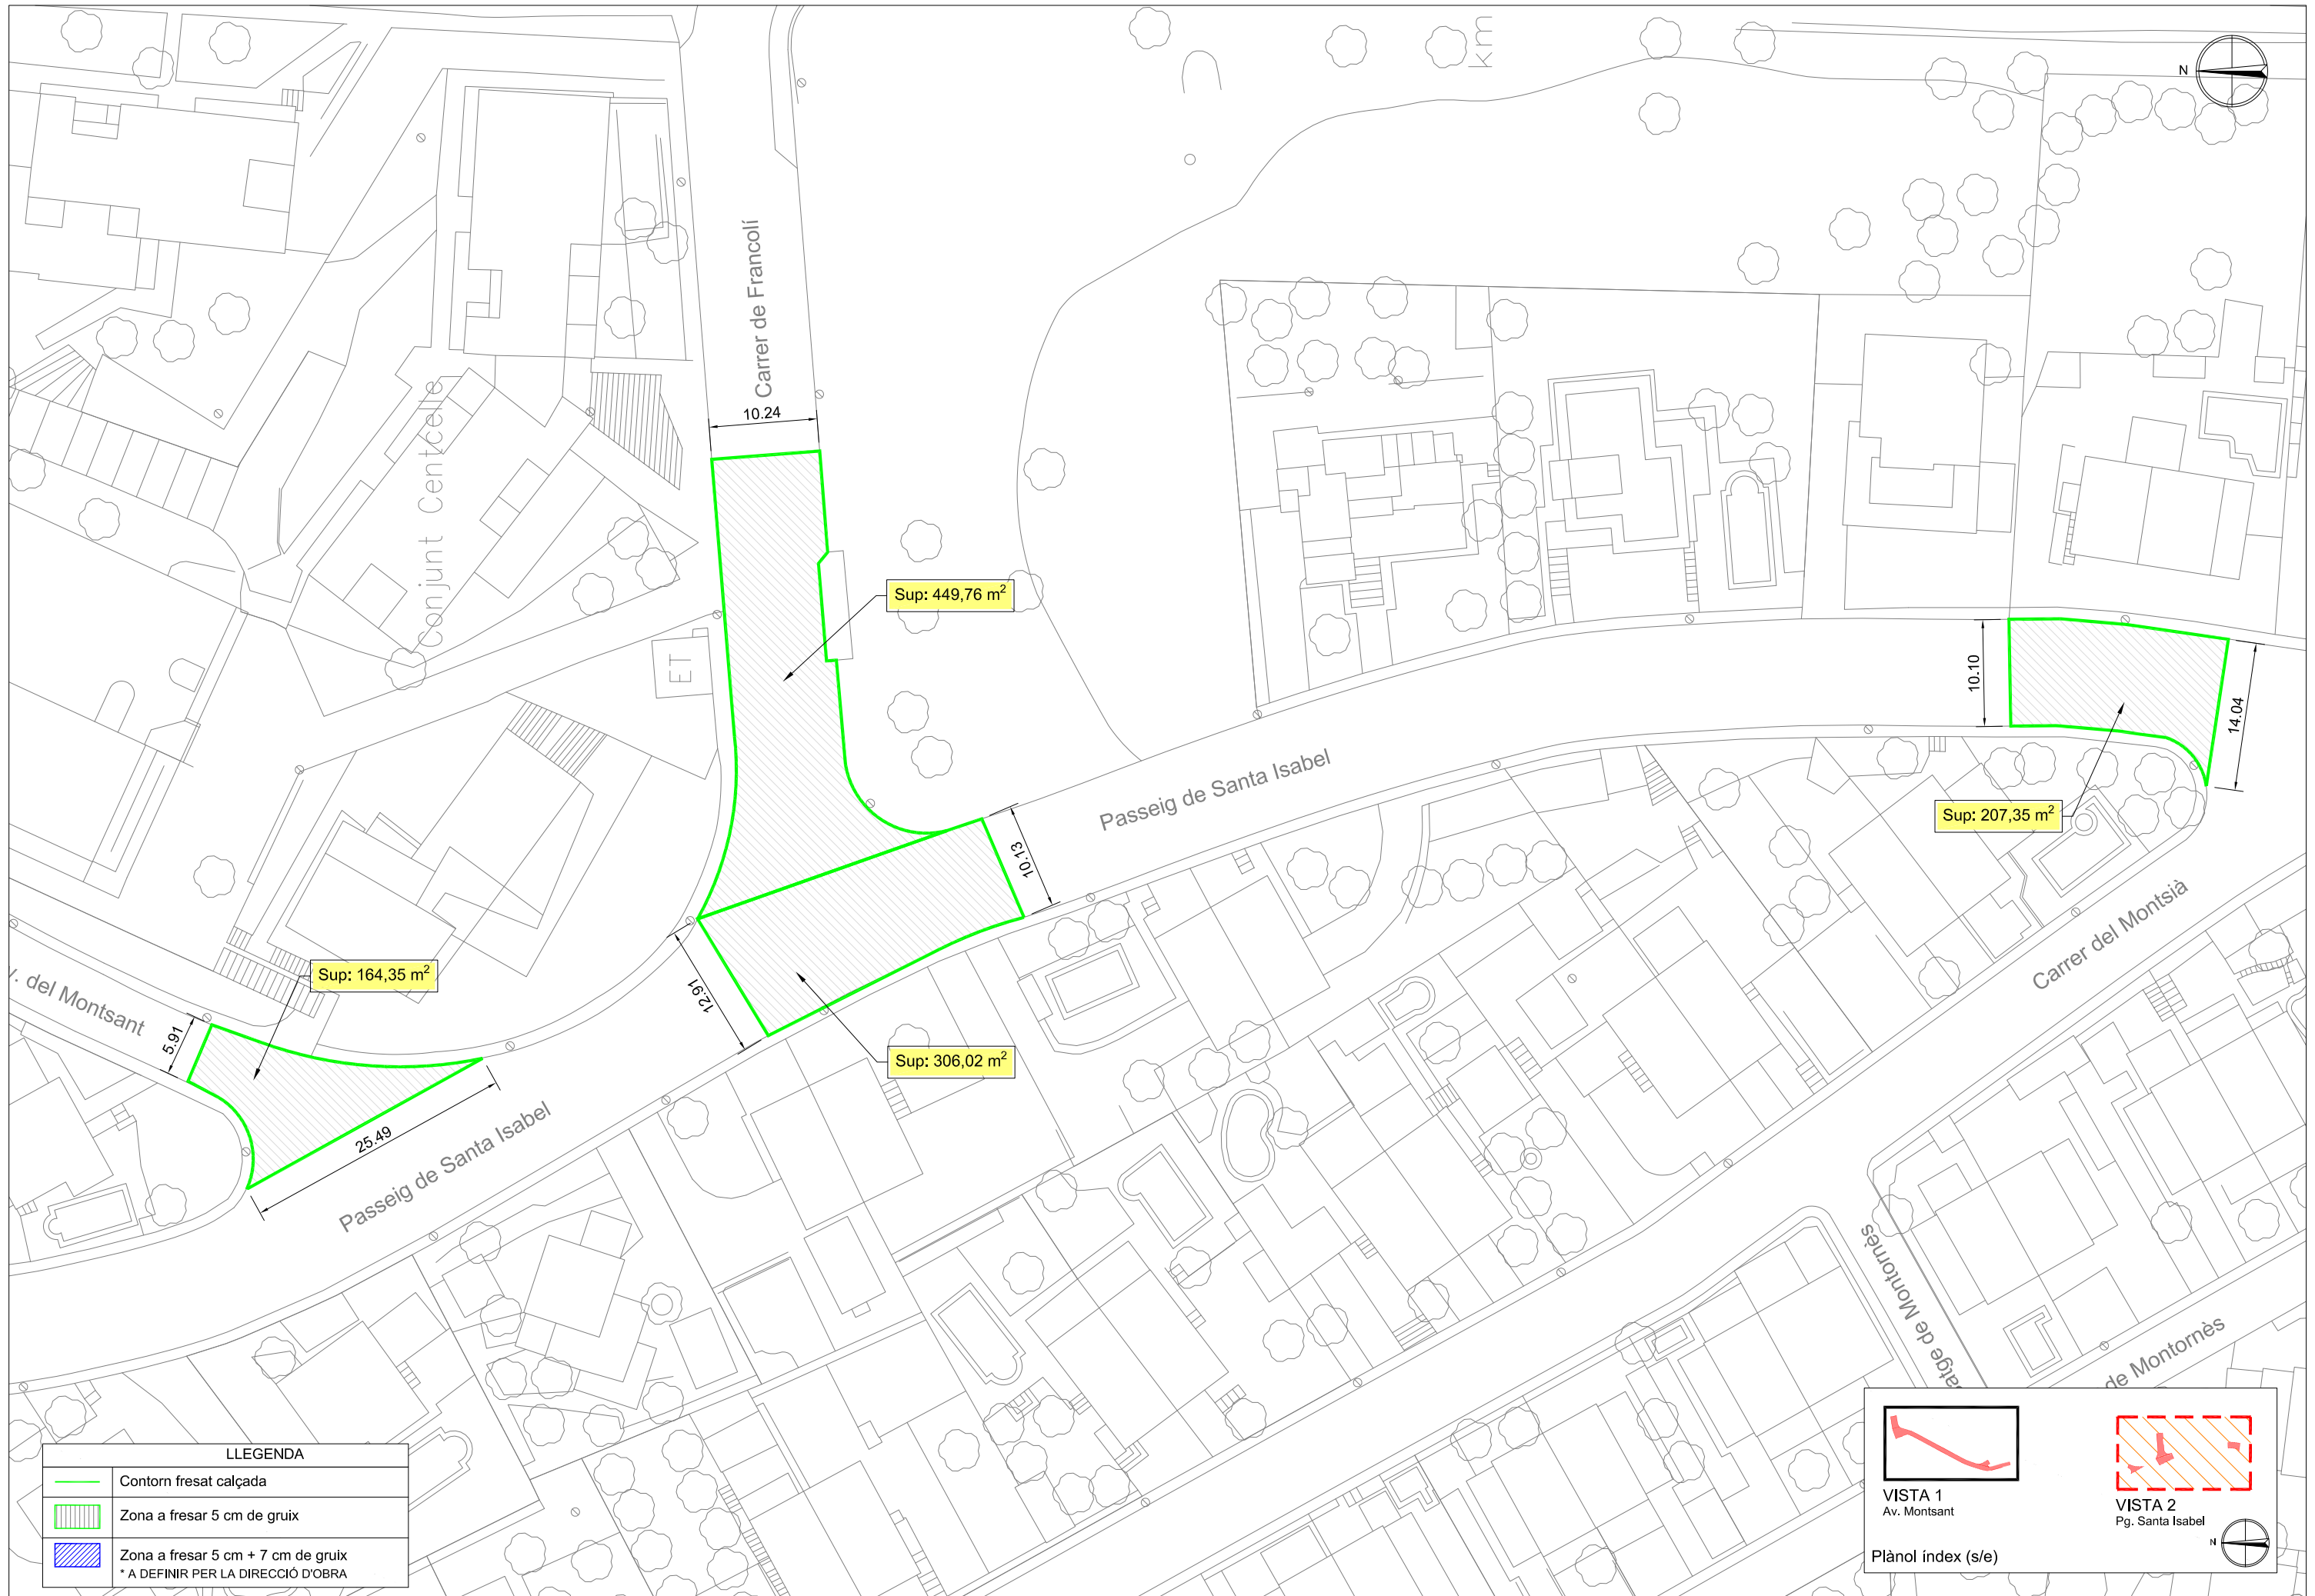 km
N
Carrer de Francolí
10.24
Conjunt Centcelle
Sup: 449,76 m²
ET
10.10
14.04
Passeig de Santa Isabel
10.13
Sup: 207,35 m²
Carrer del Montsià
12.91
Sup: 164,35 m²
. del Montsant
5.91
Sup: 306,02 m²
25.49
Passeig de Santa Isabel
atge de Montornès
de Montornès
LLEGENDA
Contorn fresat calçada
Zona a fresar 5 cm de gruix
Zona a fresar 5 cm + 7 cm de gruix
* A DEFINIR PER LA DIRECCIÓ D'OBRA
VISTA 1
Av. Montsant
VISTA 2
Pg. Santa Isabel
N
Plànol índex (s/e)